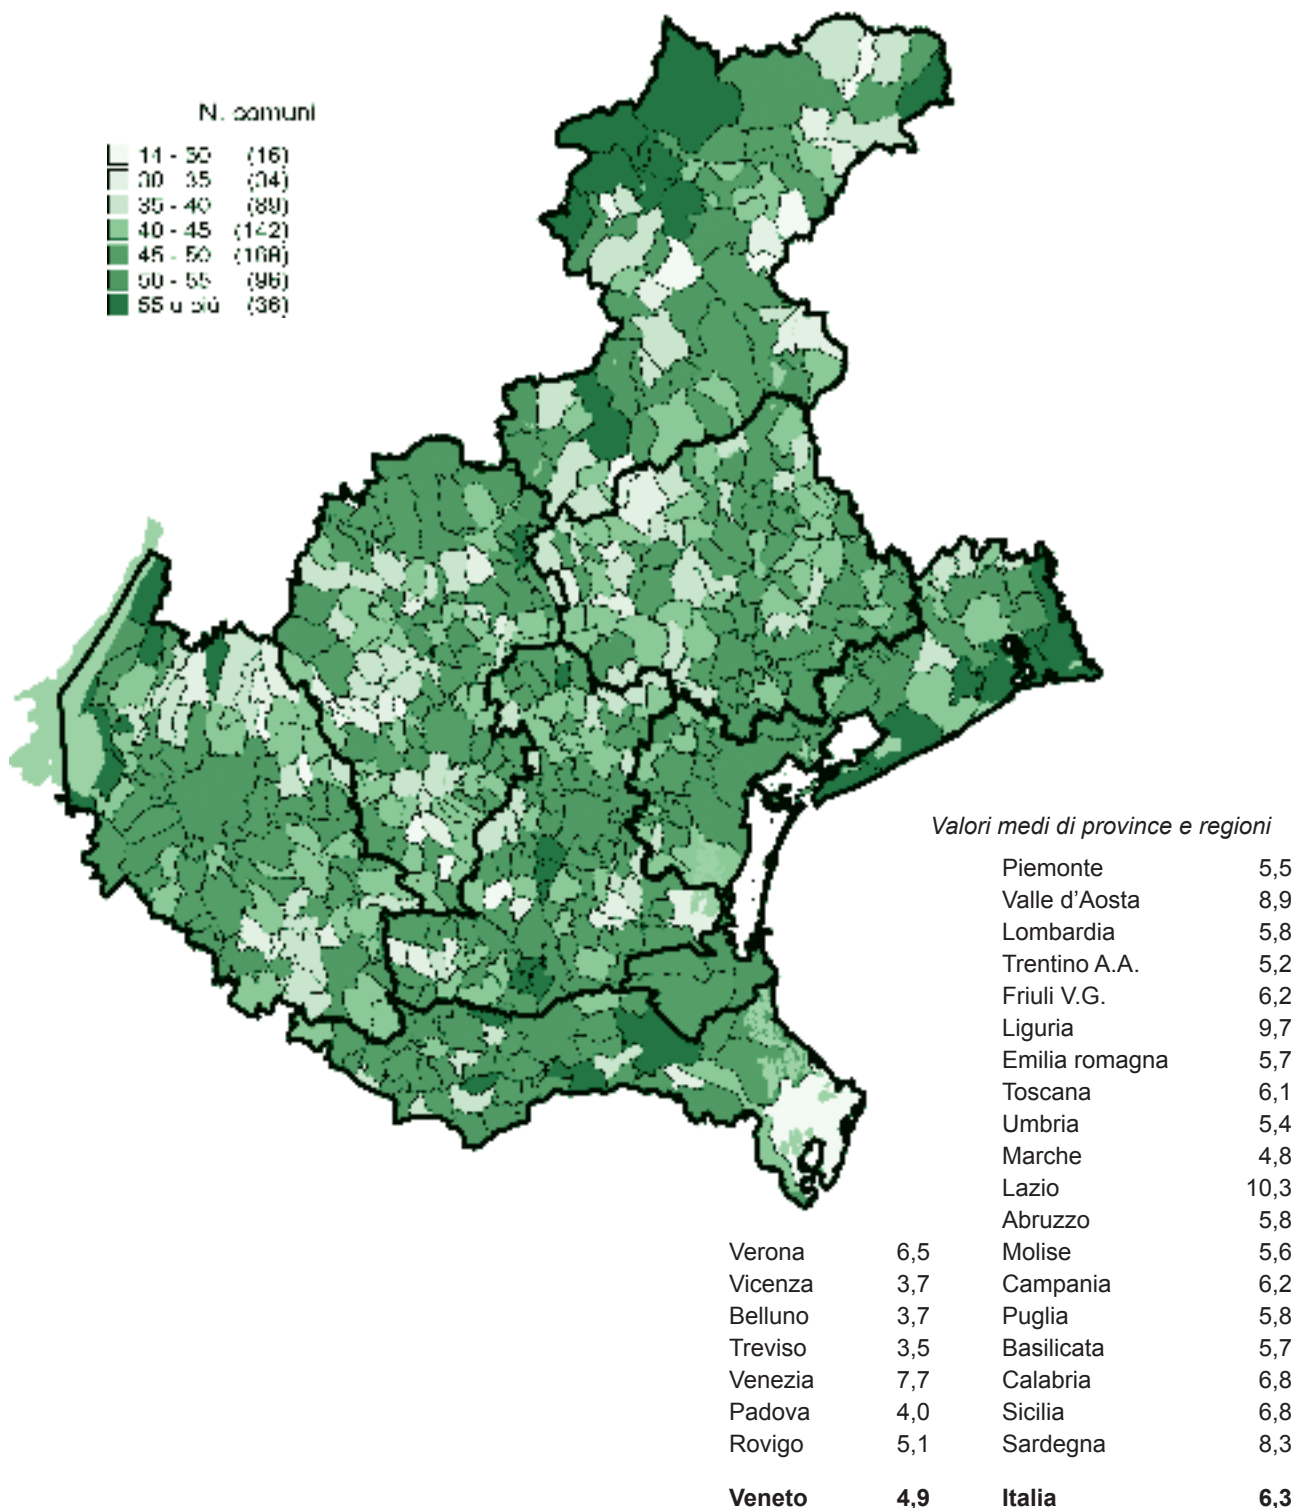 N. comuni
14 - 30 (16)
30 - 35 (34)
35 - 40 (89)
40 - 45 (142)
45 - 50 (168)
50 - 55 (96)
55 (36)
Valori medi di province e regioni
Piemonte 5,5
Valle d'Aosta 8,9
Lombardia 5,8
Trentino A.A. 5,2
Friuli V.G. 6,2
Liguria 9,7
Emilia romagna 5,7
Toscana 6,1
Umbria 5,4
Marche 4,8
Lazio 10,3
Abruzzo 5,8
Verona 6,5 Molise 5,6
Vicenza 3,7 Campania 6,2
Belluno 3,7 Puglia 5,8
Treviso 3,5 Basilicata 5,7
Venezia 7,7 Calabria 6,8
Padova 4,0 Sicilia 6,8
Rovigo 5,1 Sardegna 8,3
Veneto 4,9 Italia 6,3